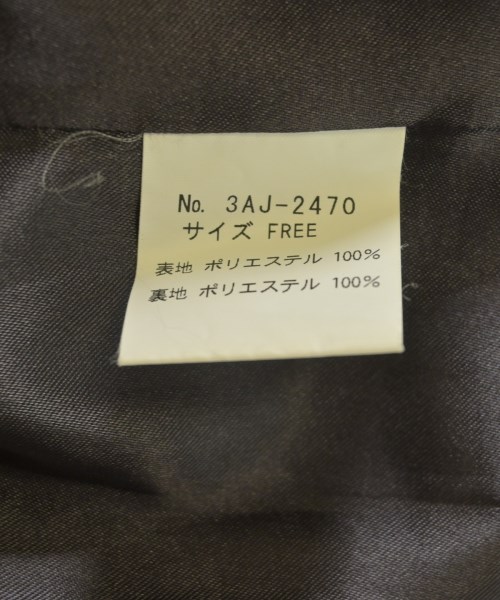 No. 3AJ-2470
サイズ FREE
表地 ポリエステル 100%
裏地 ポリエステル 100%